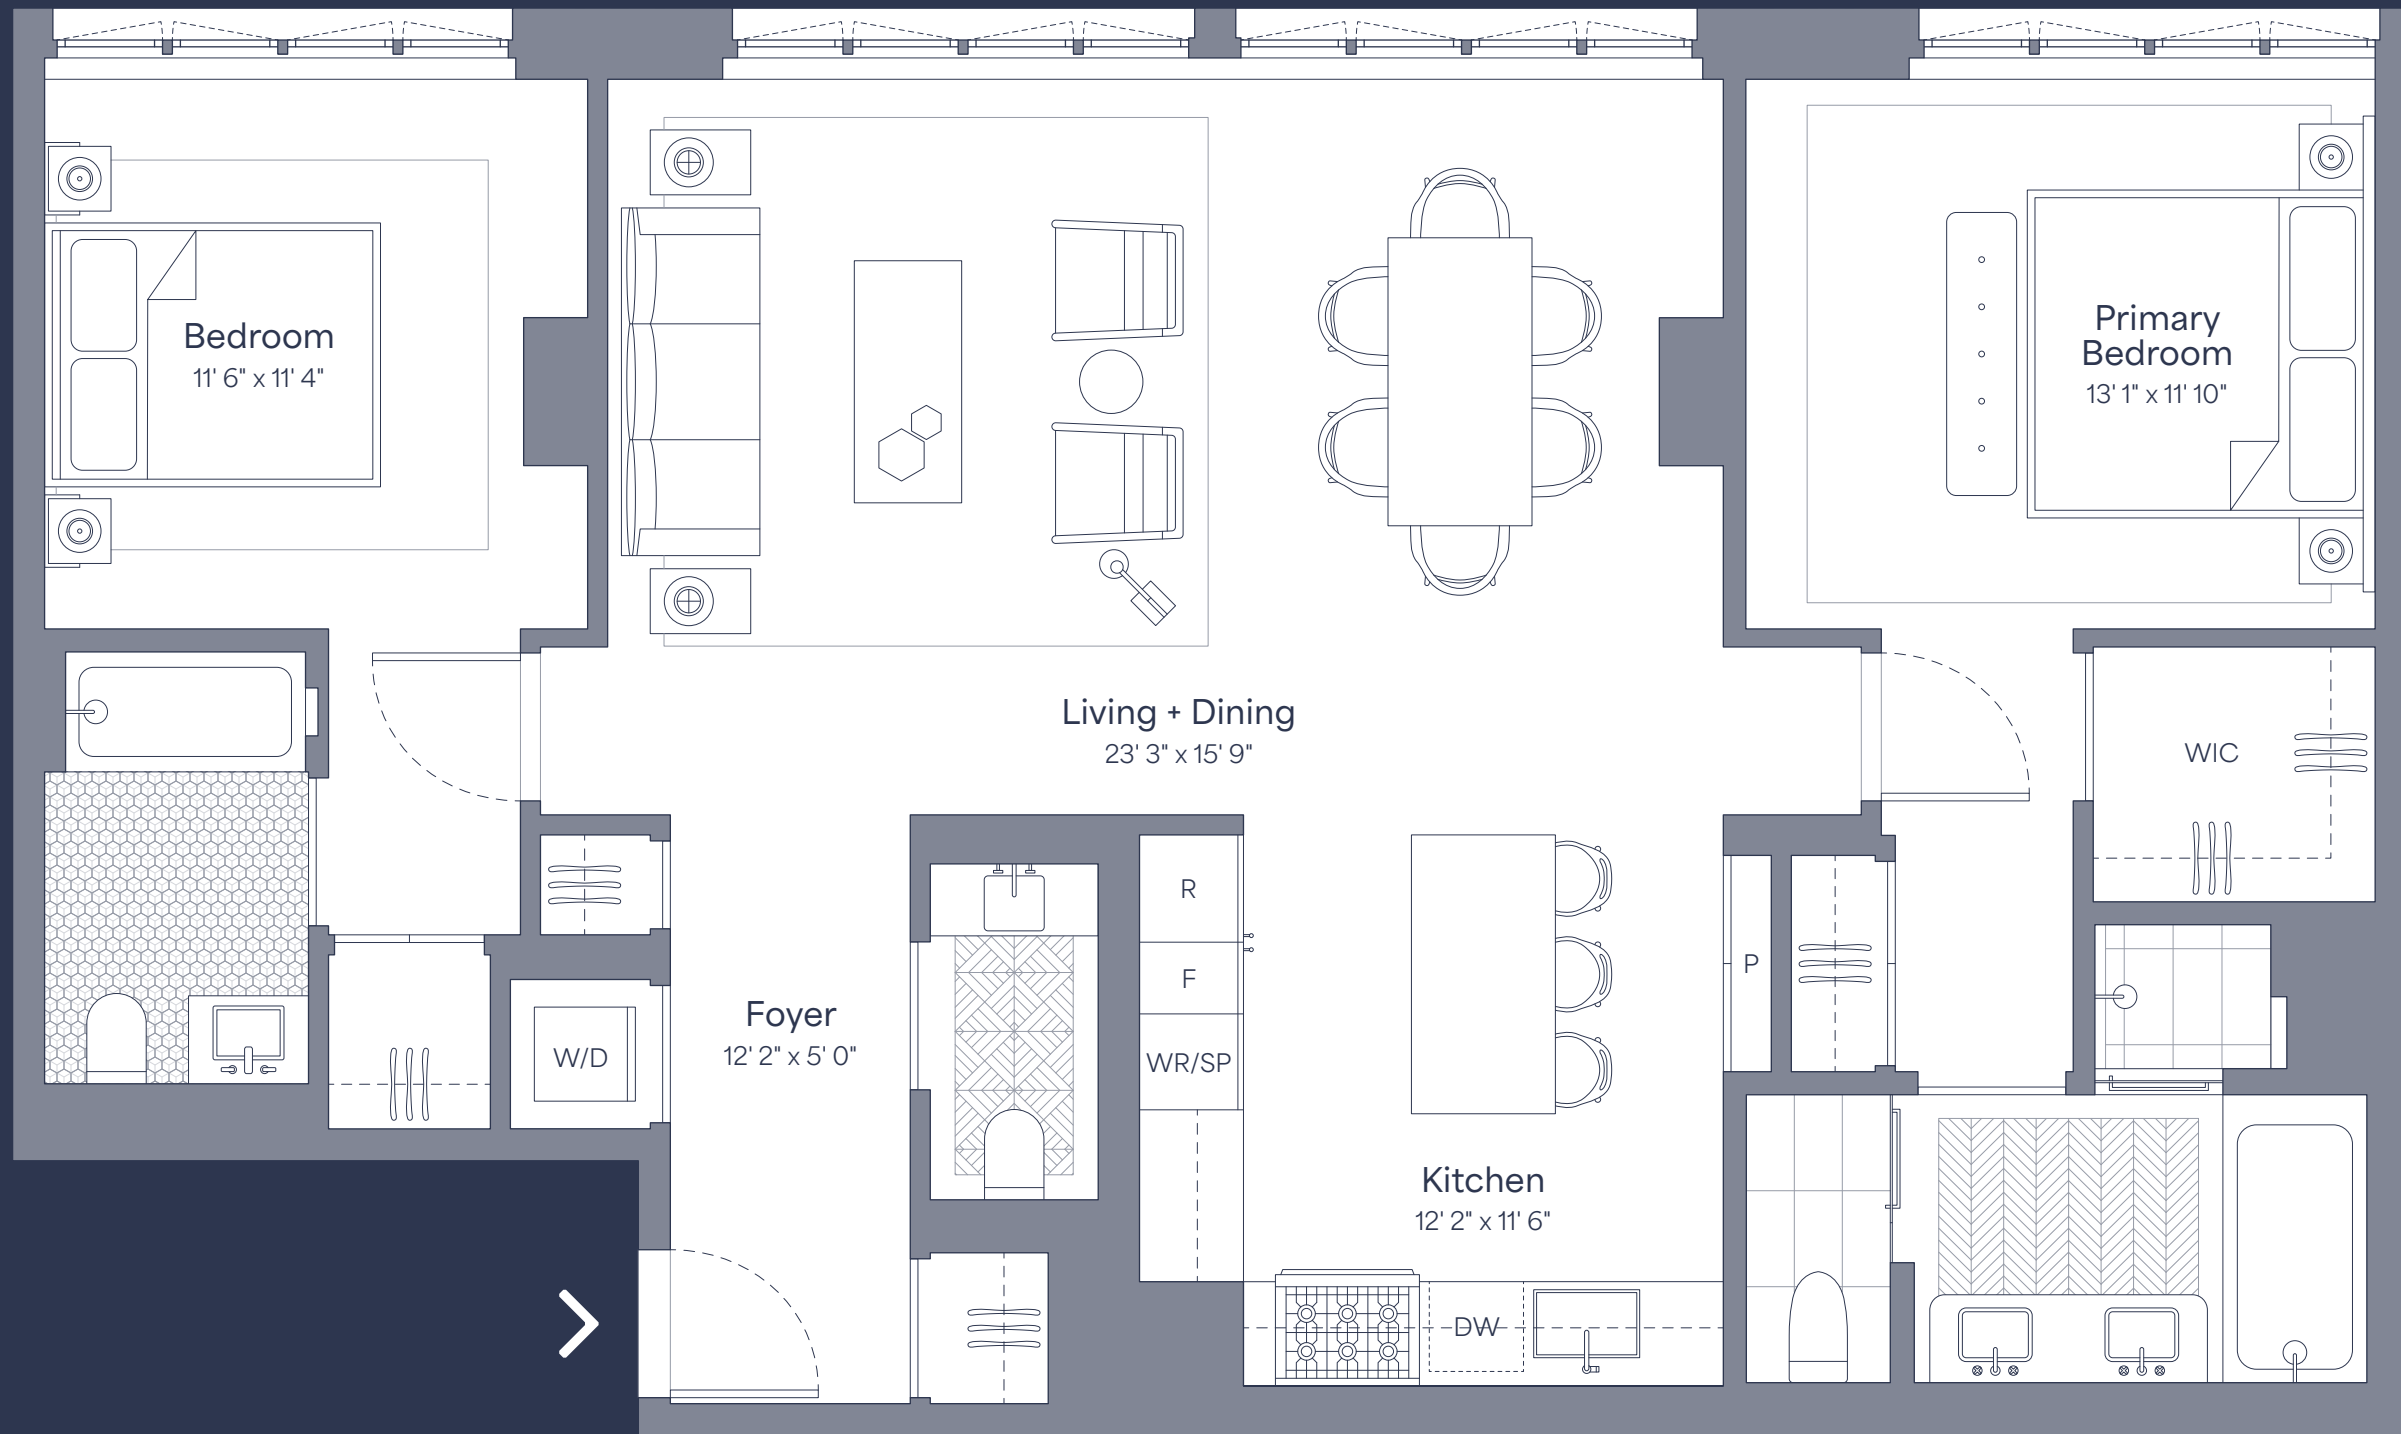 Bedroom
11' 6" x 11' 4"
Primary
Bedroom
13' 1" x 11' 10"
Living + Dining
23' 3" x 15' 9"
WIC
R
F
WR/SP
P
Foyer
12' 2" x 5' 0"
W/D
Kitchen
12' 2" x 11' 6"
DW